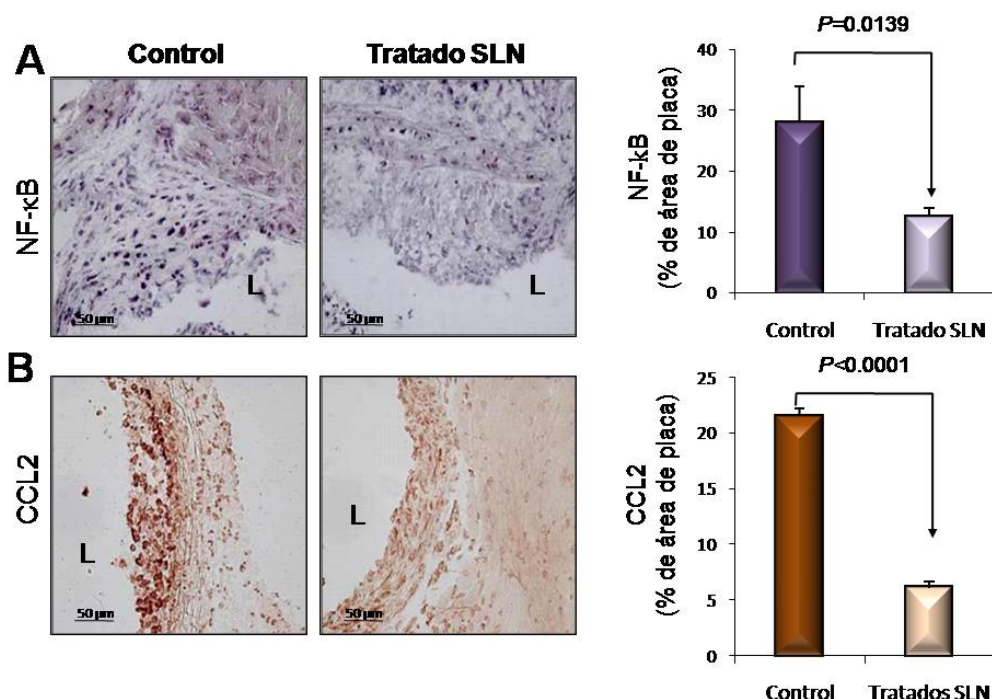 A
Control
Tratado SLN
NF-κB
L
50 µm
L
50 µm
P=0.0139
NF-kB
(% de área de placa)
40
30
20
10
0
Control
Tratado SLN
B
CCL2
L
50 µm
L
50 µm
P<0.0001
CCL2
(% de área de placa)
25
20
15
10
5
0
Control
Tratados SLN